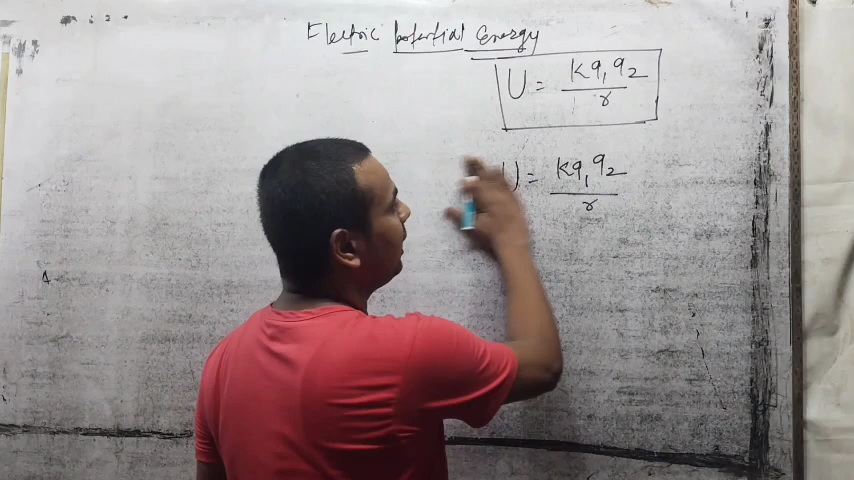 Electric potential Energy
U = Kq1q2/r
U = Kq1q2/r